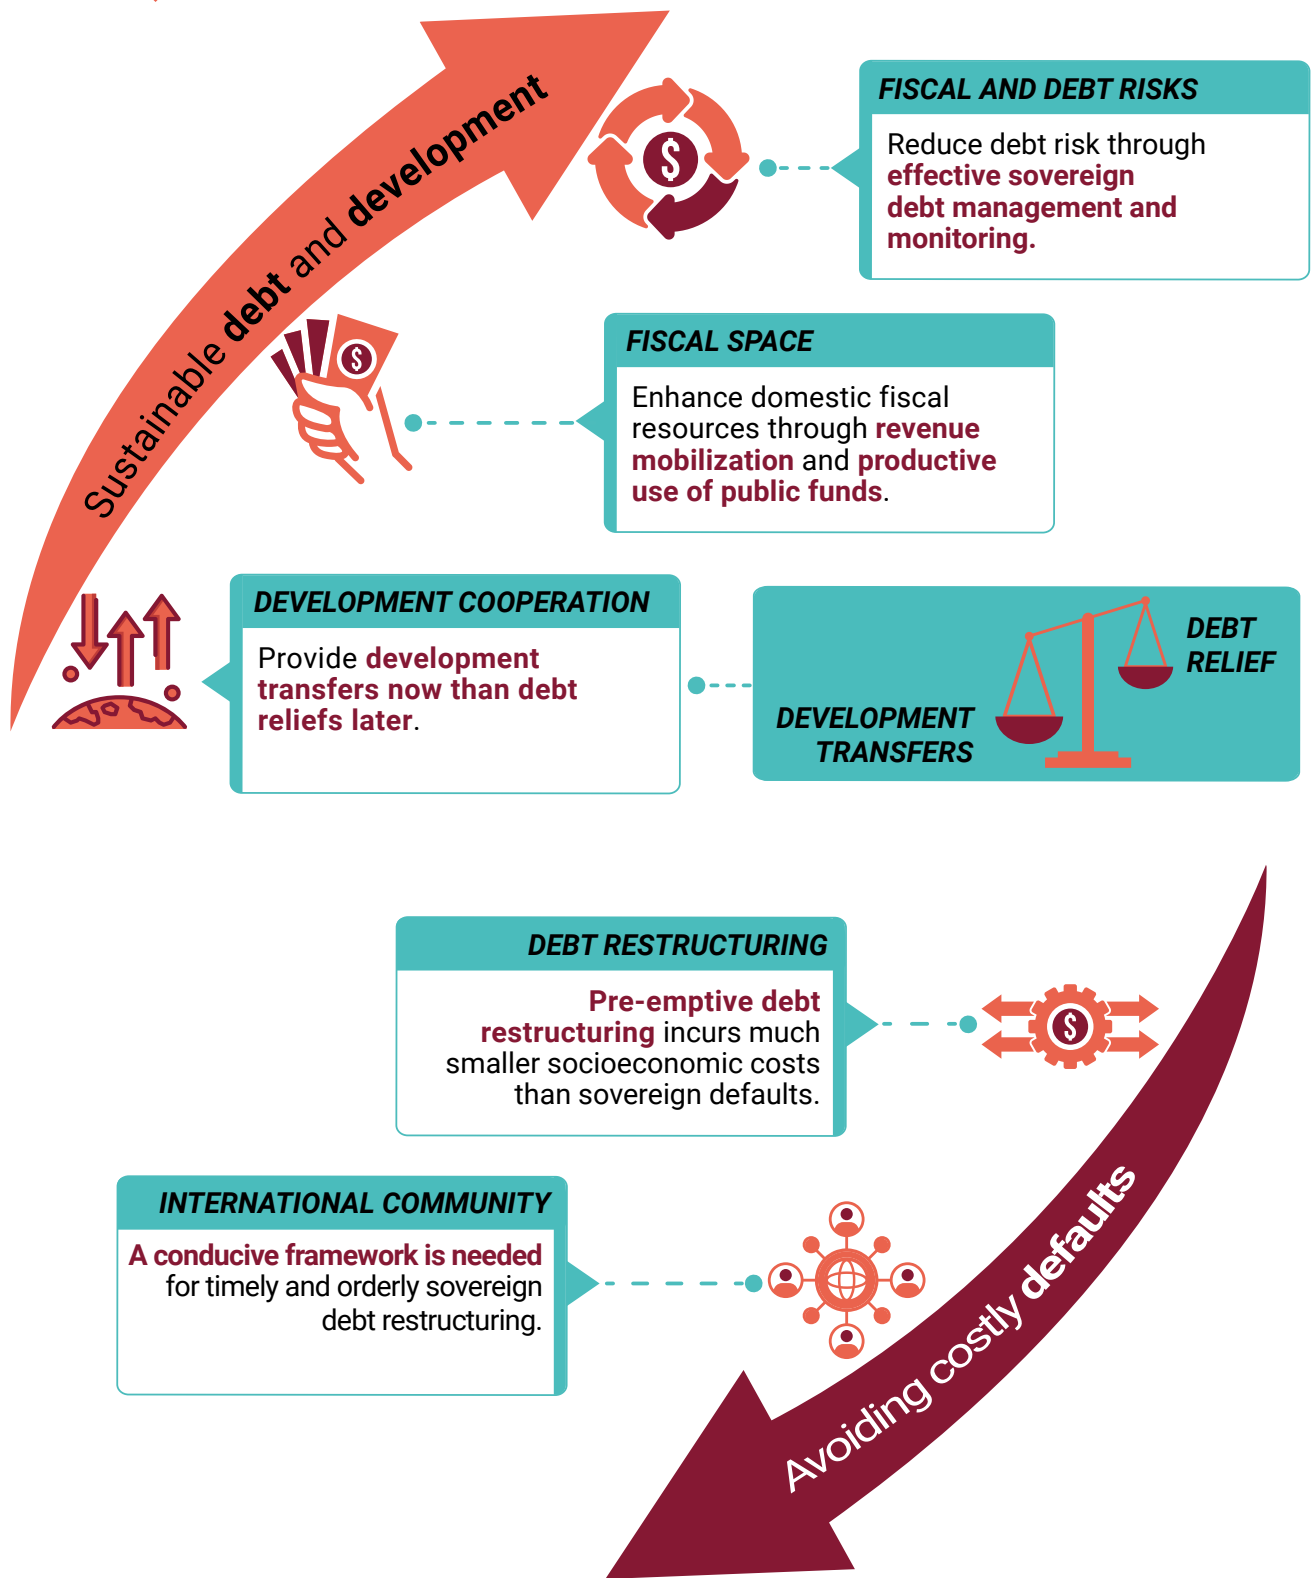 Sustainable debt and development
FISCAL AND DEBT RISKS
Reduce debt risk through
effective sovereign
debt management and
monitoring.
FISCAL SPACE
Enhance domestic fiscal
resources through revenue
mobilization and productive
use of public funds.
DEVELOPMENT COOPERATION
Provide development
transfers now than debt
reliefs later.
DEBT
RELIEF
DEVELOPMENT
TRANSFERS
DEBT RESTRUCTURING
Pre-emptive debt
restructuring incurs much
smaller socioeconomic costs
than sovereign defaults.
INTERNATIONAL COMMUNITY
A conducive framework is needed
for timely and orderly sovereign
debt restructuring.
Avoiding costly defaults